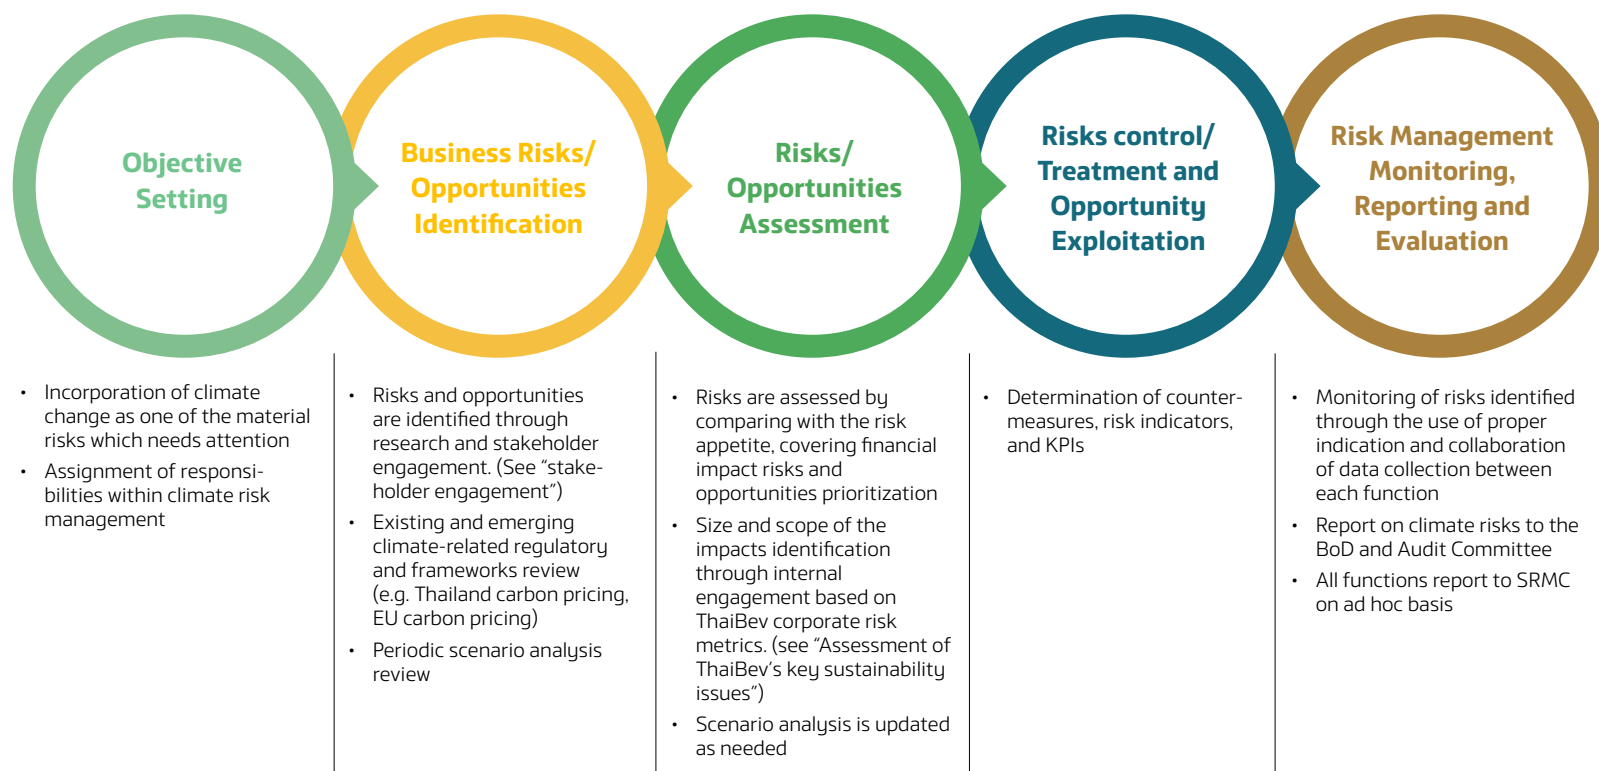 Objective
Setting
Business Risks/
Opportunities
Identification
Risks/
Opportunities
Assessment
Risks control/
Treatment and
Opportunity
Exploitation
Risk Management
Monitoring,
Reporting and
Evaluation
• Incorporation of climate
change as one of the material
risks which needs attention
• Assignment of responsi-
bilities within climate risk
management
• Risks and opportunities
are identified through
research and stakeholder
engagement. (See “stake-
holder engagement”)
• Existing and emerging
climate-related regulatory
and frameworks review
(e.g. Thailand carbon pricing,
EU carbon pricing)
• Periodic scenario analysis
review
• Risks are assessed by
comparing with the risk
appetite, covering financial
impact risks and
opportunities prioritization
• Size and scope of the
impacts identification
through internal
engagement based on
ThaiBev corporate risk
metrics. (see “Assessment of
ThaiBev’s key sustainability
issues”)
• Scenario analysis is updated
as needed
• Determination of counter-
measures, risk indicators,
and KPIs
• Monitoring of risks identified
through the use of proper
indication and collaboration
of data collection between
each function
• Report on climate risks to the
BoD and Audit Committee
• All functions report to SRMC
on ad hoc basis